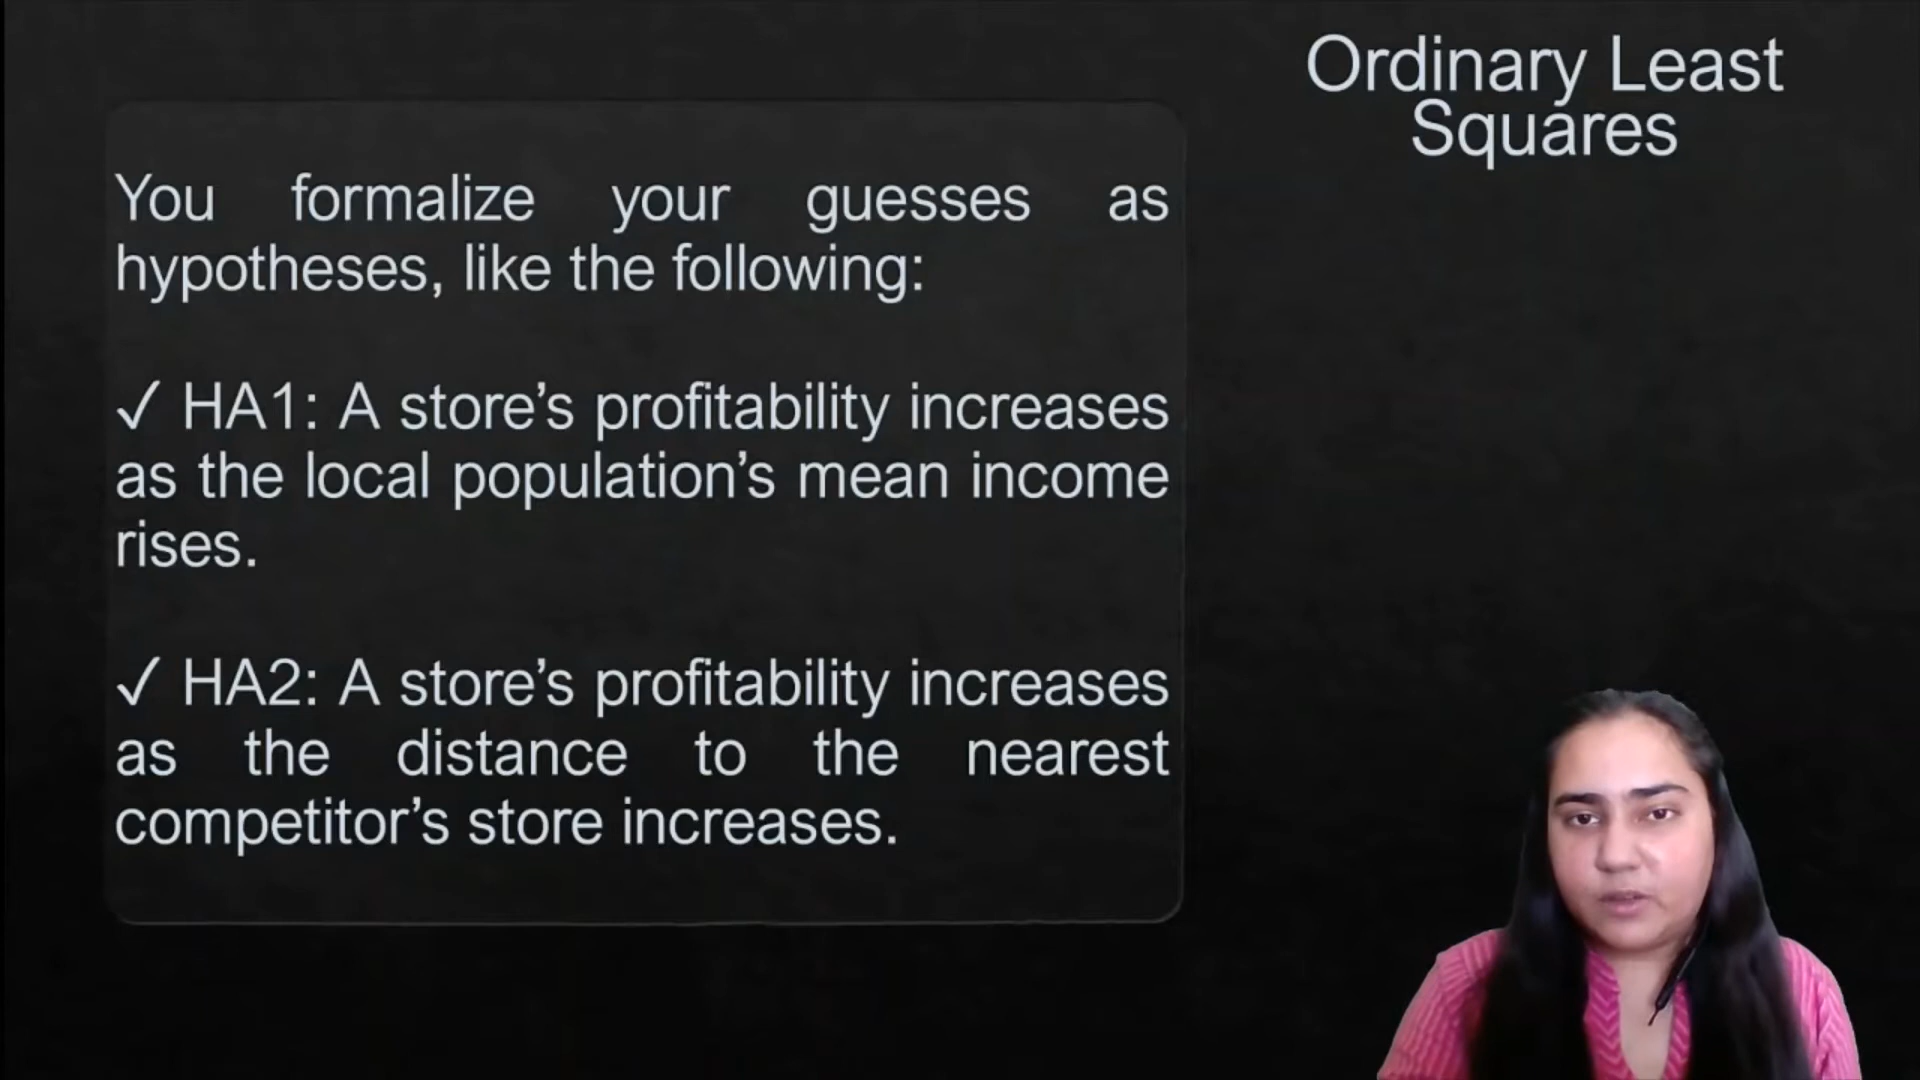 Ordinary Least
Squares
You formalize your guesses as
hypotheses, like the following:
✓ HA1: A store’s profitability increases
as the local population’s mean income
rises.
✓ HA2: A store’s profitability increases
as the distance to the nearest
competitor’s store increases.